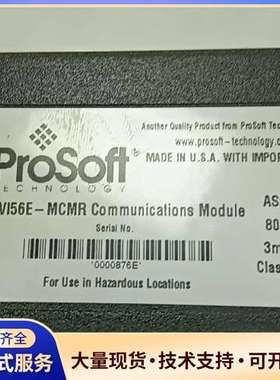 Another Quality Product from ProSoft Tec
www.prosoft-technology.c
ProSoft
TECHNOLOGY
MADE IN U.S.A. WITH IMPOR
VI56E-MCMR Communications Module
Serial No.
AS
80
'0000876E'
3m
Clas
For Use in Hazardous Locations
齐全
式服务
大量现货·技术支持·可开